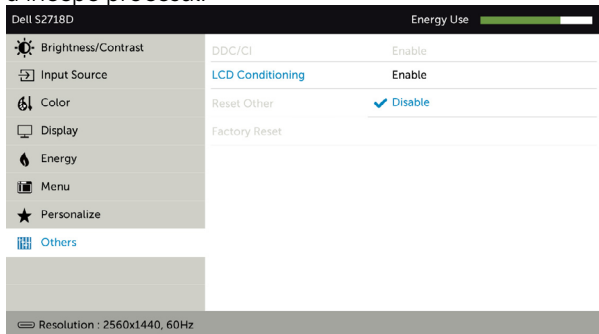 Dell S2718D Energy Use
Brightness/Contrast DDC/CI Enable
Input Source LCD Conditioning Enable
Color Reset Other Disable
Display Factory Reset
Energy
Menu
Personalize
Others
Resolution : 2560x1440, 60Hz